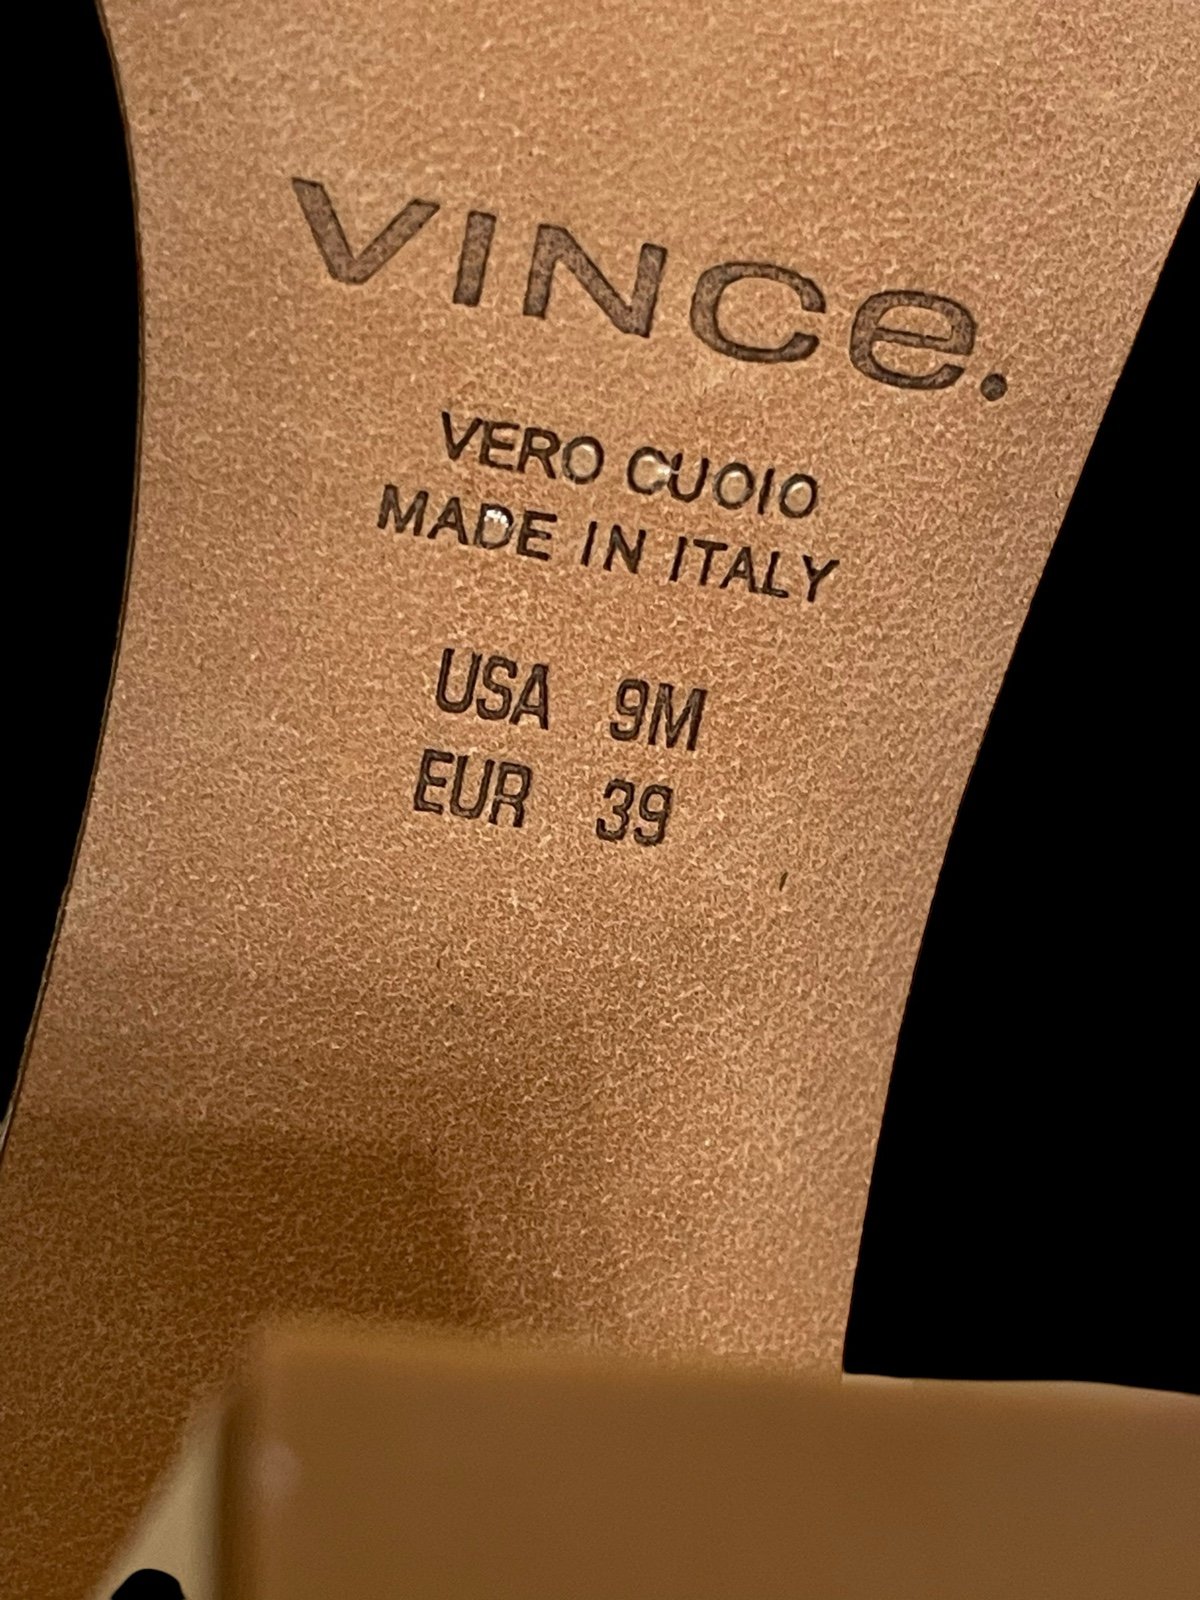 VINCe.
VERO CUOIO
MADE IN ITALY
USA 9M
EUR 39